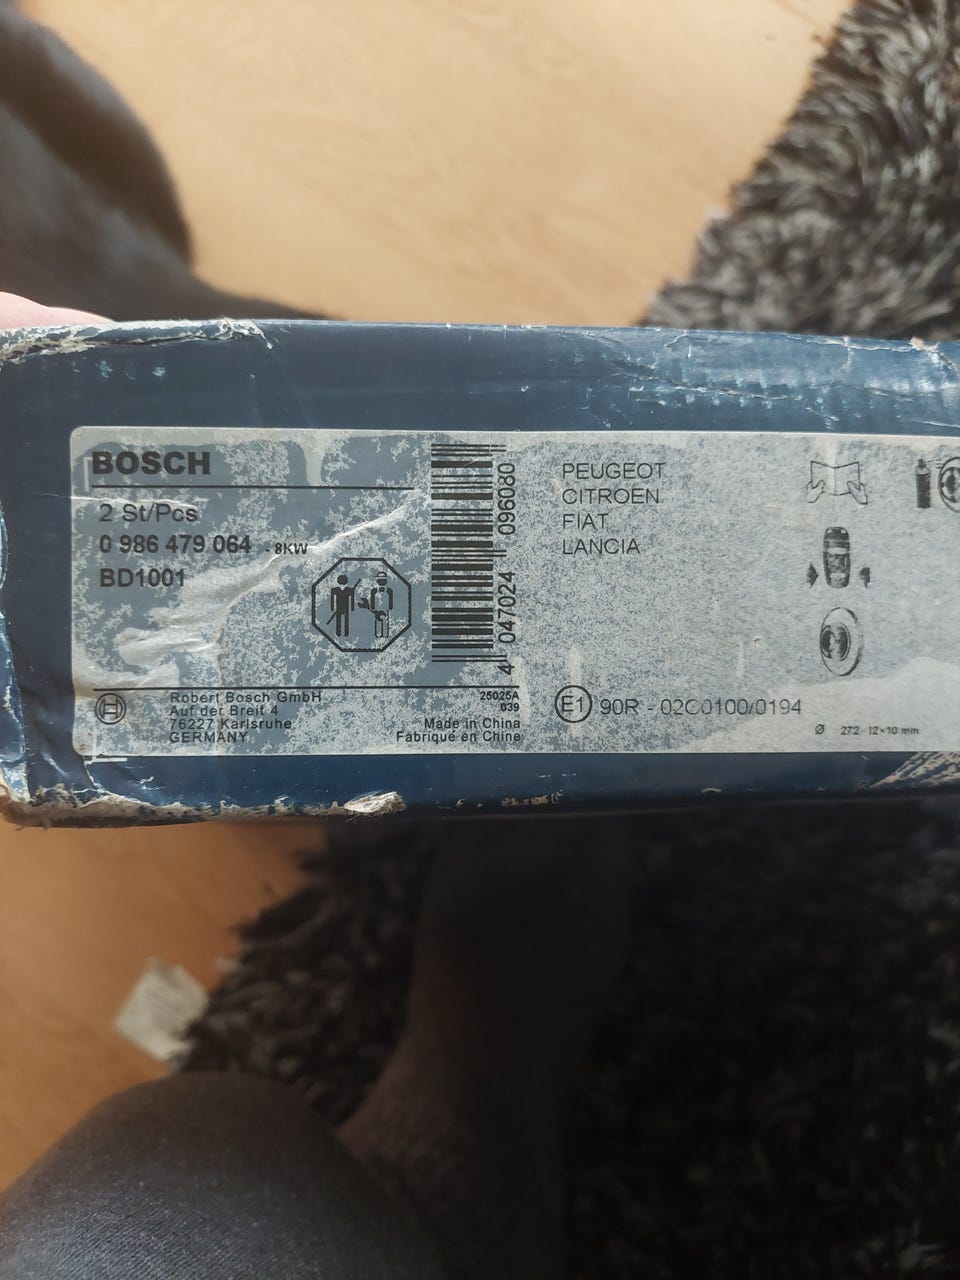 BOSCH
2 St/Pcs
0 986 479 064 - 8KW
BD1001
4 047024 096080
PEUGEOT
CITROEN
FIAT
LANCIA
Robert Bosch GmbH
Auf der Breit 4
76227 Karlsruhe
GERMANY
25025A
039
Made in China
Fabriqué en Chine
E1 90R - 02C0100/0194
Ø 272 12×10 mm